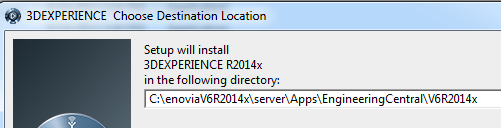 3DEXPERIENCE Choose Destination Location
Setup will install
3DEXPERIENCE R2014x
in the following directory:
C:\enoviaV6R2014x\server\Apps\EngineeringCentral\V6R2014x